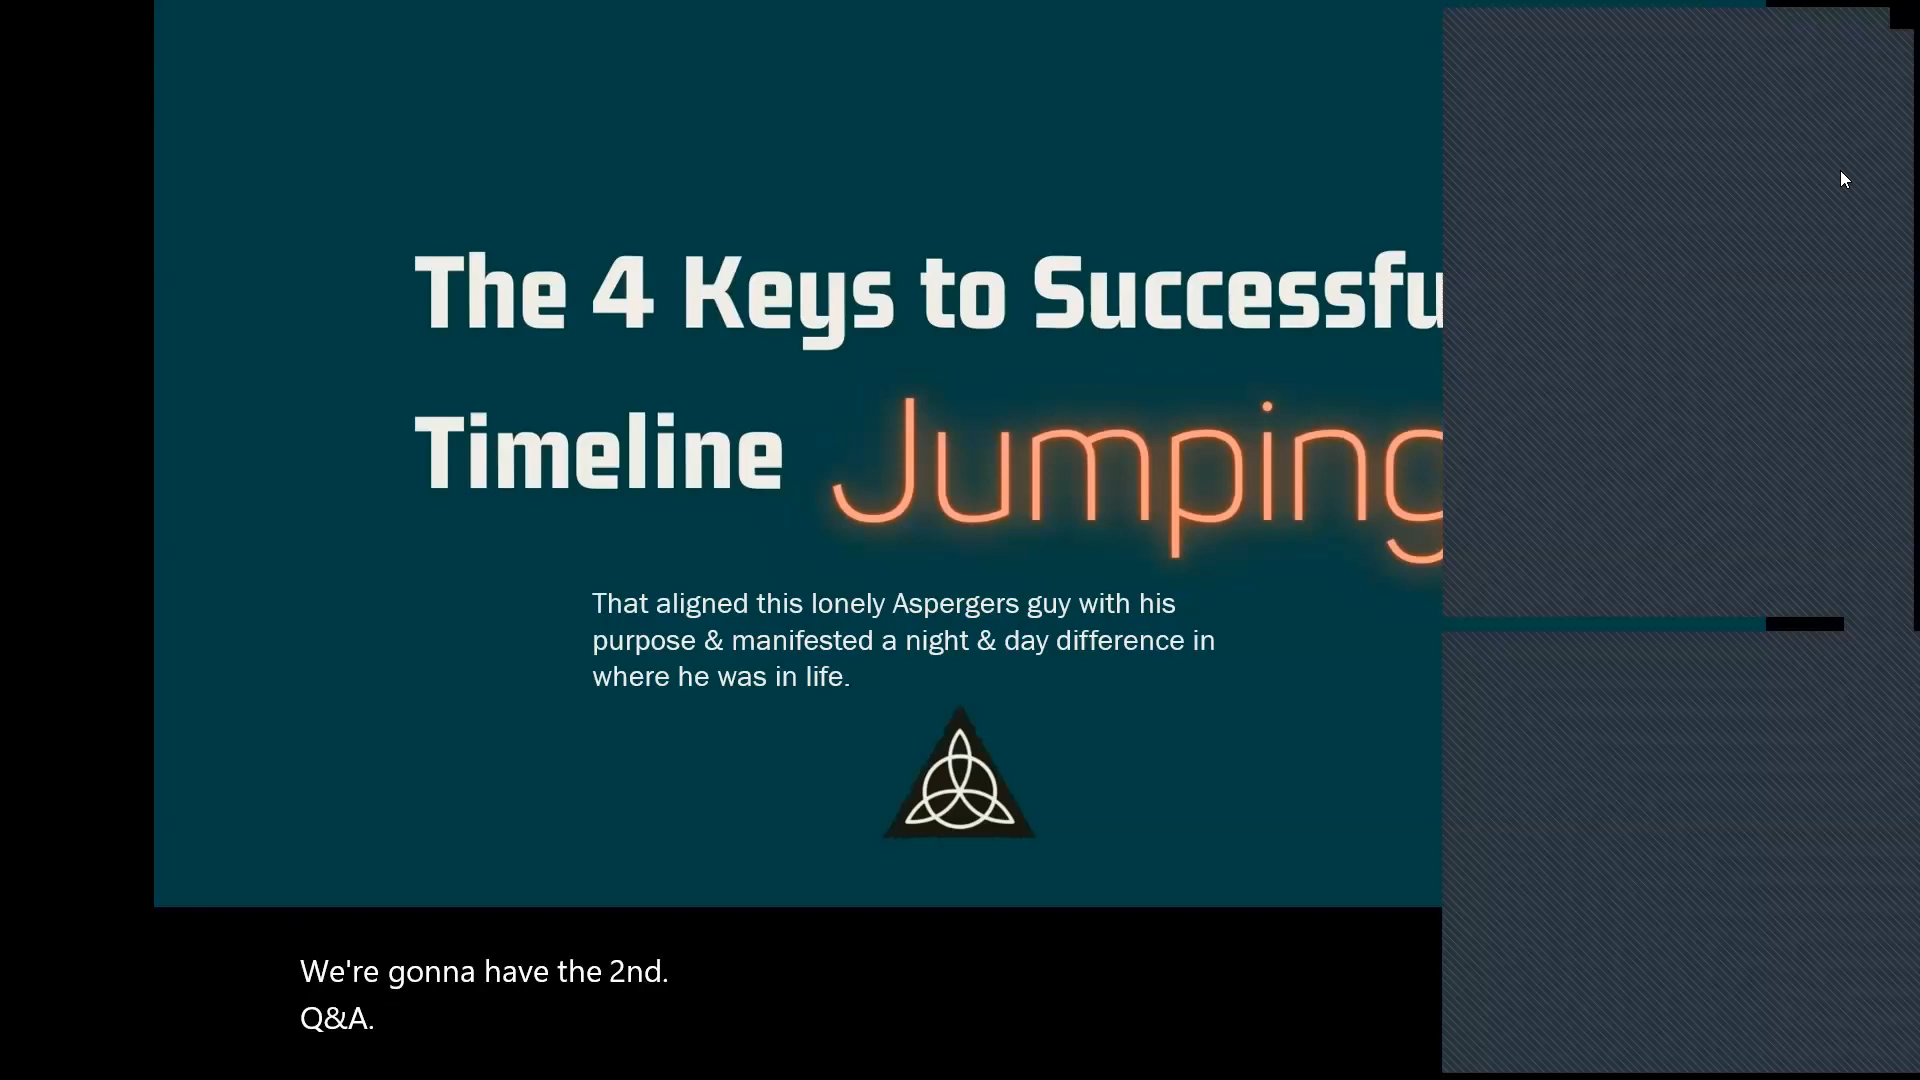 The 4 Keys to Successfu
Timeline Jumping
That aligned this lonely Aspergers guy with his
purpose & manifested a night & day difference in
where he was in life.
We're gonna have the 2nd.
Q&A.